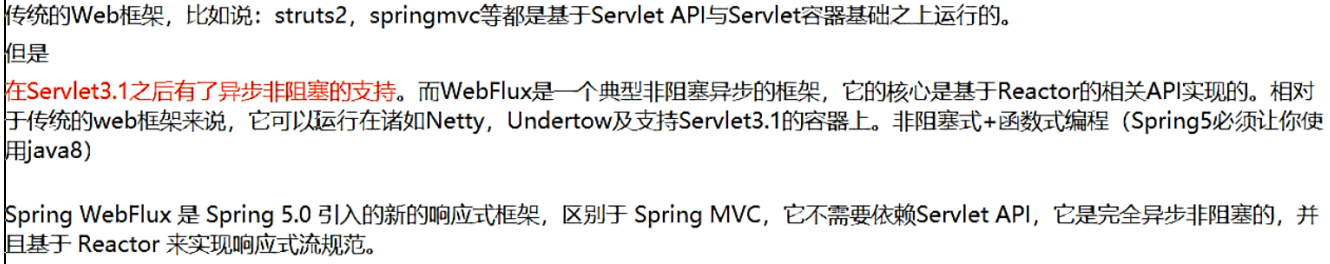 传统的Web框架，比如说：struts2，springmvc等都是基于Servlet API与Servlet容器基础之上运行的。
但是
在Servlet3.1之后有了异步非阻塞的支持。而WebFlux是一个典型非阻塞异步的框架，它的核心是基于Reactor的相关API实现的。相对
于传统的web框架来说，它可以运行在诸如Netty，Undertow及支持Servlet3.1的容器上。非阻塞式+函数式编程（Spring5必须让你使
用java8）
Spring WebFlux 是 Spring 5.0 引入的新的响应式框架，区别于 Spring MVC，它不需要依赖Servlet API，它是完全异步非阻塞的，并
且基于 Reactor 来实现响应式流规范。